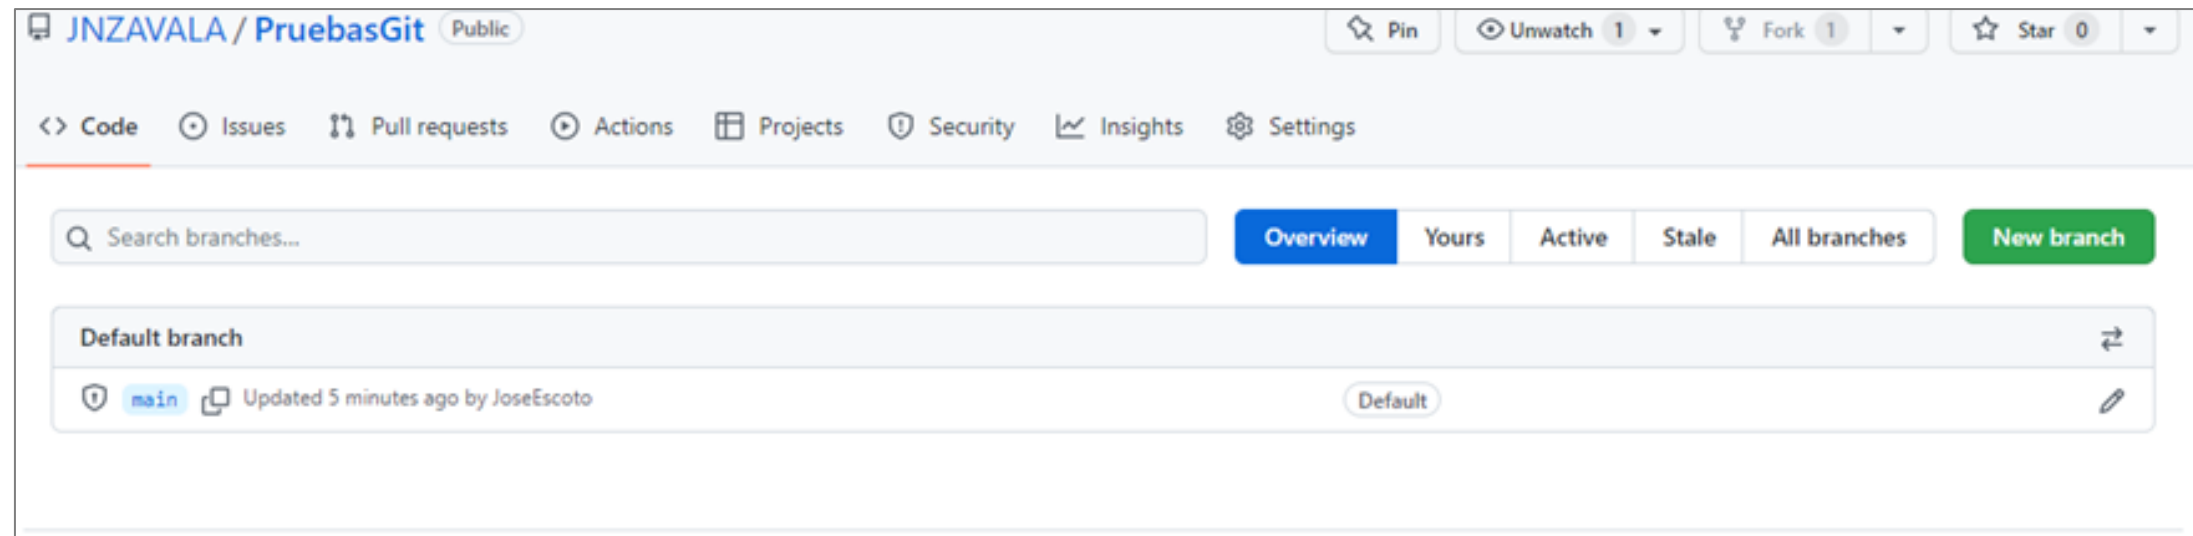 JNZAVALA / PruebasGit Public Pin Unwatch 1 Fork 1 Star 0
<> Code Issues Pull requests Actions Projects Security Insights Settings
Search branches... Overview Yours Active Stale All branches New branch
Default branch
main Updated 5 minutes ago by JoseEscoto Default